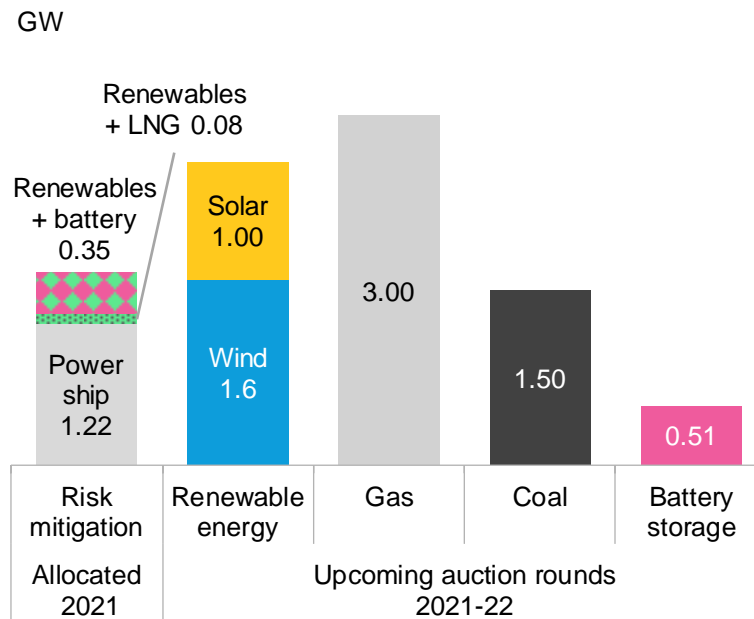 GW
Renewables
+ LNG 0.08
Renewables
+ battery
0.35
Power
ship
1.22
Solar
1.00
Wind
1.6
3.00
1.50
0.51
Risk
mitigation
Renewable
energy
Gas
Coal
Battery
storage
Allocated
2021
Upcoming auction rounds
2021-22